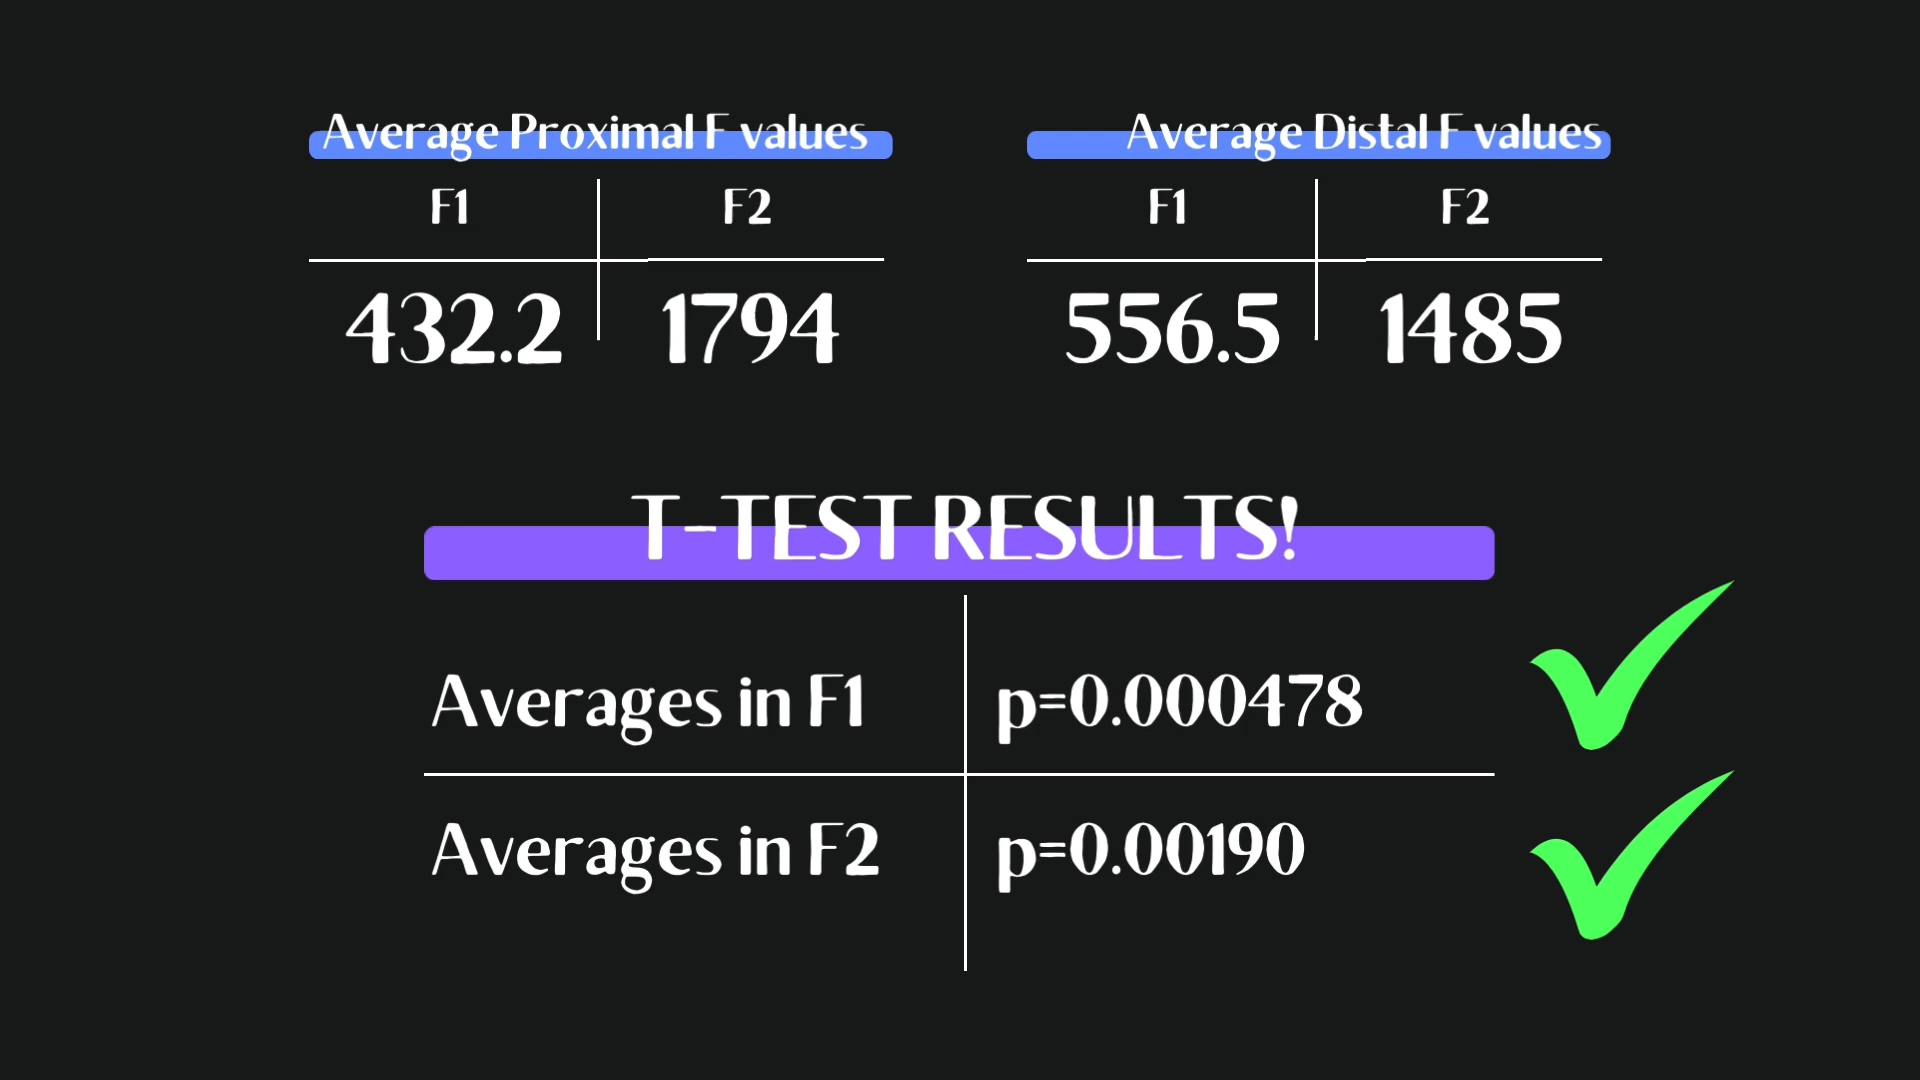 Average Proximal F values
F1 F2
432.2 1794
Average Distal F values
F1 F2
556.5 1485
T-TEST RESULTS!
Averages in F1 p=0.000478
Averages in F2 p=0.00190